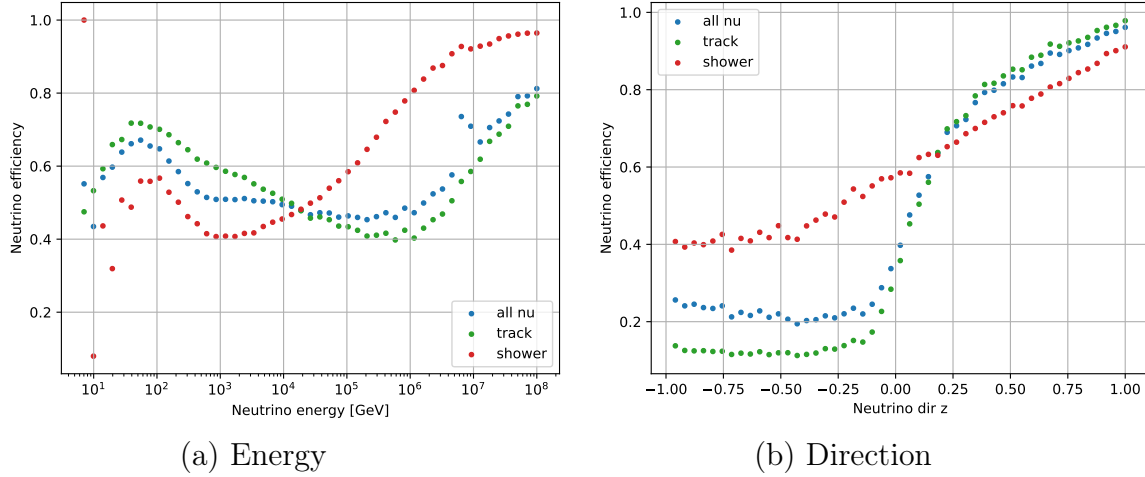 1.0
0.8
0.6
0.4
0.2
Neutrino efficiency
all nu
track
shower
10¹ 10² 10³ 10⁴ 10⁵ 10⁶ 10⁷ 10⁸
Neutrino energy [GeV]
(a) Energy
1.0
0.8
0.6
0.4
0.2
Neutrino efficiency
all nu
track
shower
−1.00 −0.75 −0.50 −0.25 0.00 0.25 0.50 0.75 1.00
Neutrino dir z
(b) Direction